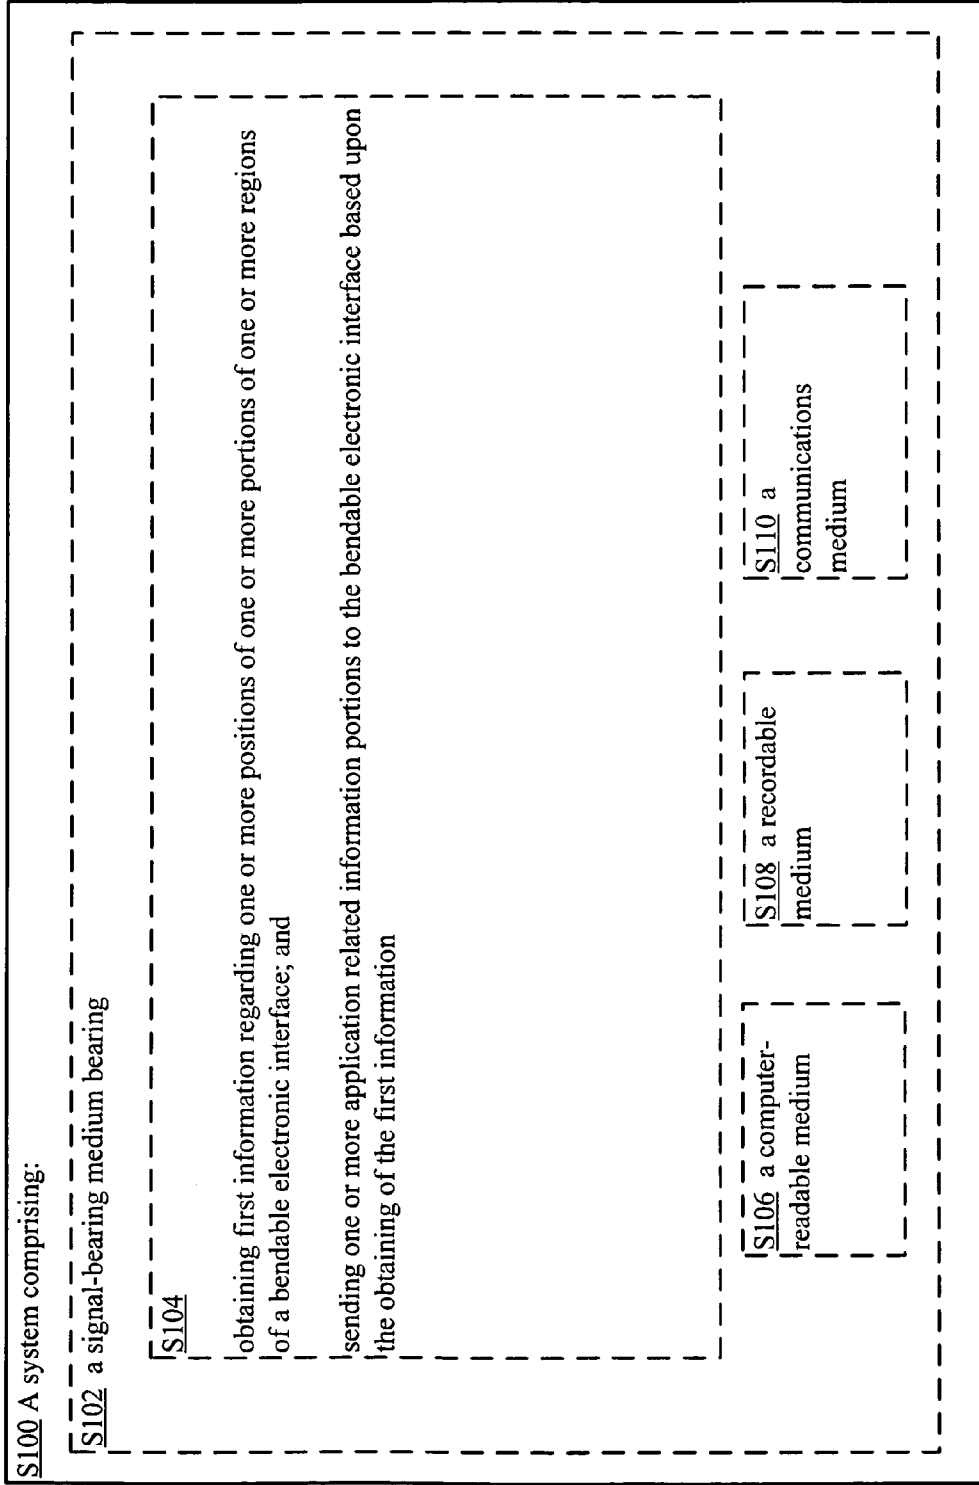 S100 A system comprising:
S102 a signal-bearing medium bearing
S104
obtaining first information regarding one or more positions of one or more portions of one or more regions
of a bendable electronic interface; and
sending one or more application related information portions to the bendable electronic interface based upon
the obtaining of the first information
S106 a computer-
readable medium
S108 a recordable
medium
S110 a
communications
medium